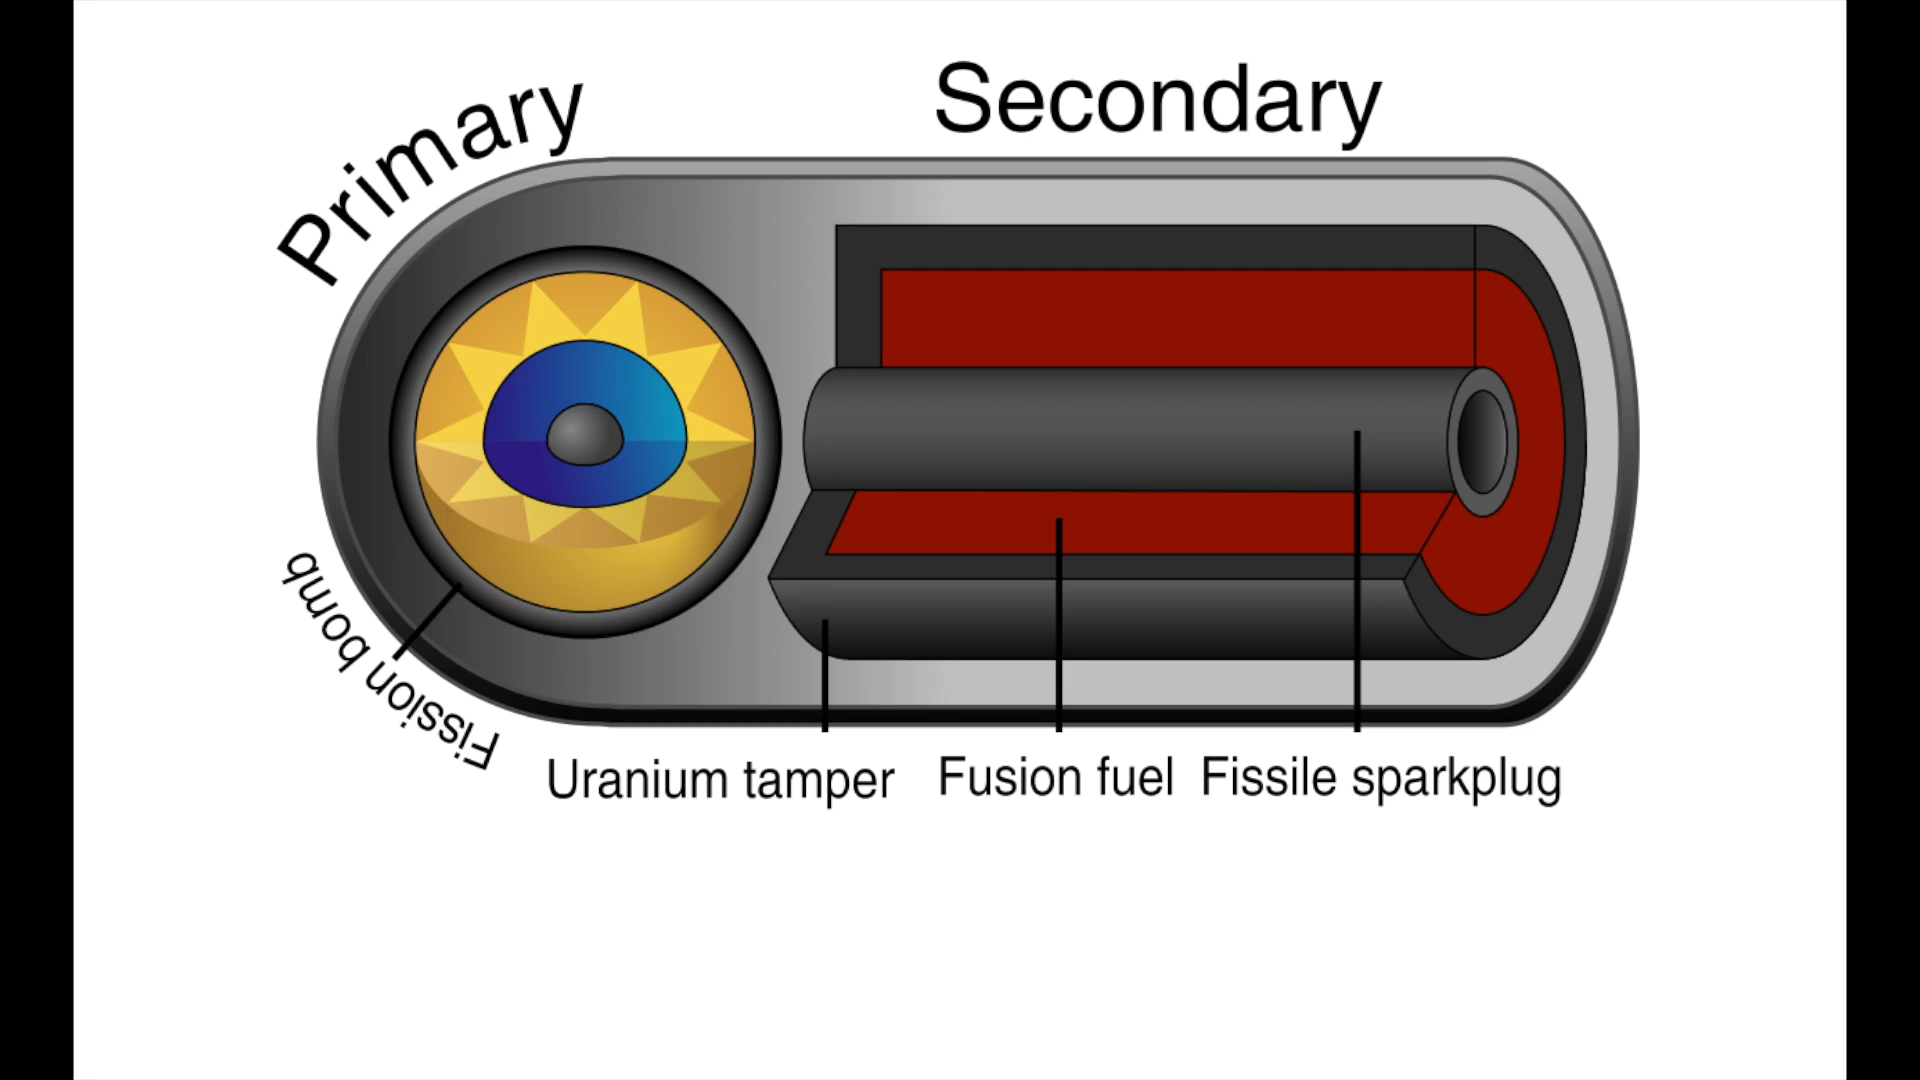 Primary
Secondary
Fission bomb
Uranium tamper
Fusion fuel
Fissile sparkplug